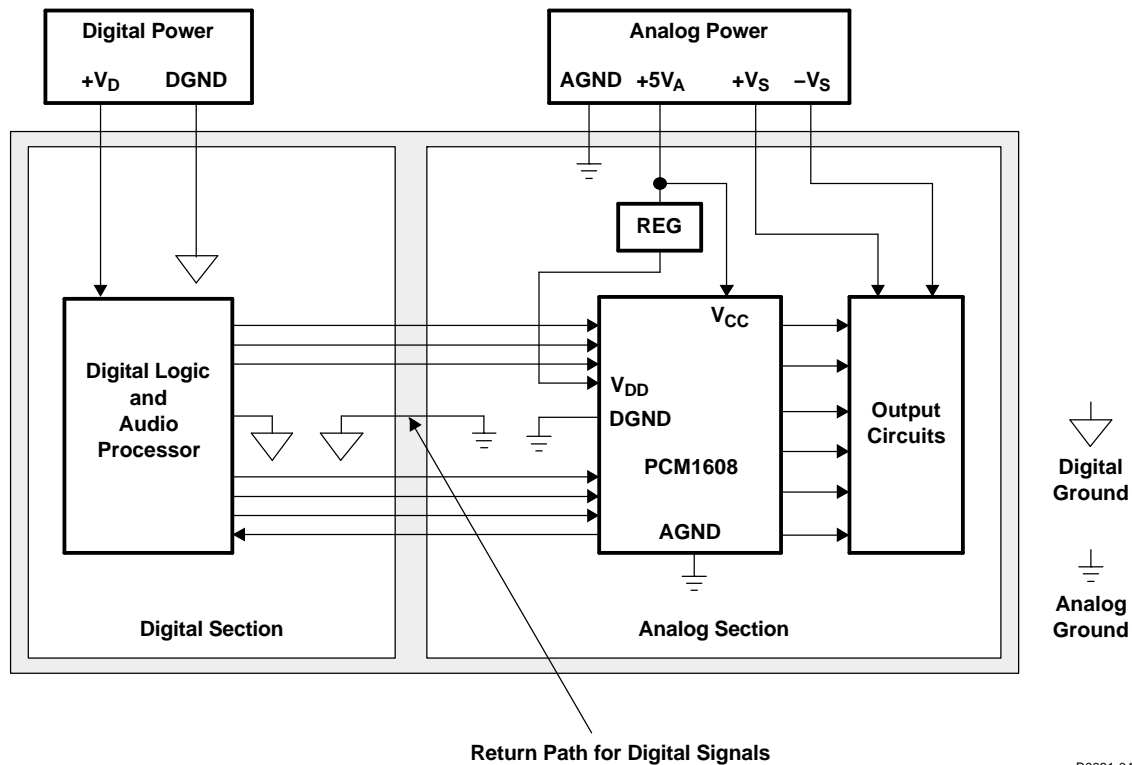 Digital Power
+VD DGND
Analog Power
AGND +5VA +VS −VS
REG
VCC
Digital Logic
and
Audio
Processor
VDD
DGND
PCM1608
AGND
Output
Circuits
Digital
Ground
Analog
Ground
Digital Section
Analog Section
Return Path for Digital Signals